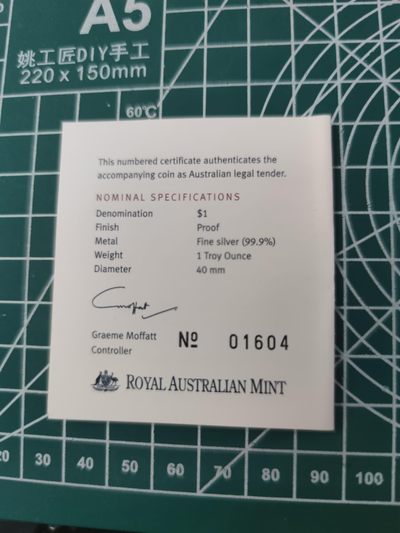 A5
姚工匠DIY手工
220 x 150mm
60℃
This numbered certificate authenticates the
accompanying coin as Australian legal tender.
NOMINAL SPECIFICATIONS
Denomination $1
Finish Proof
Metal Fine silver (99.9%)
Weight 1 Troy Ounce
Diameter 40 mm
Cmoffat
Graeme Moffatt
Controller
Nº 01604
ROYAL AUSTRALIAN MINT
20 30 40 50 60 70 80 90 100